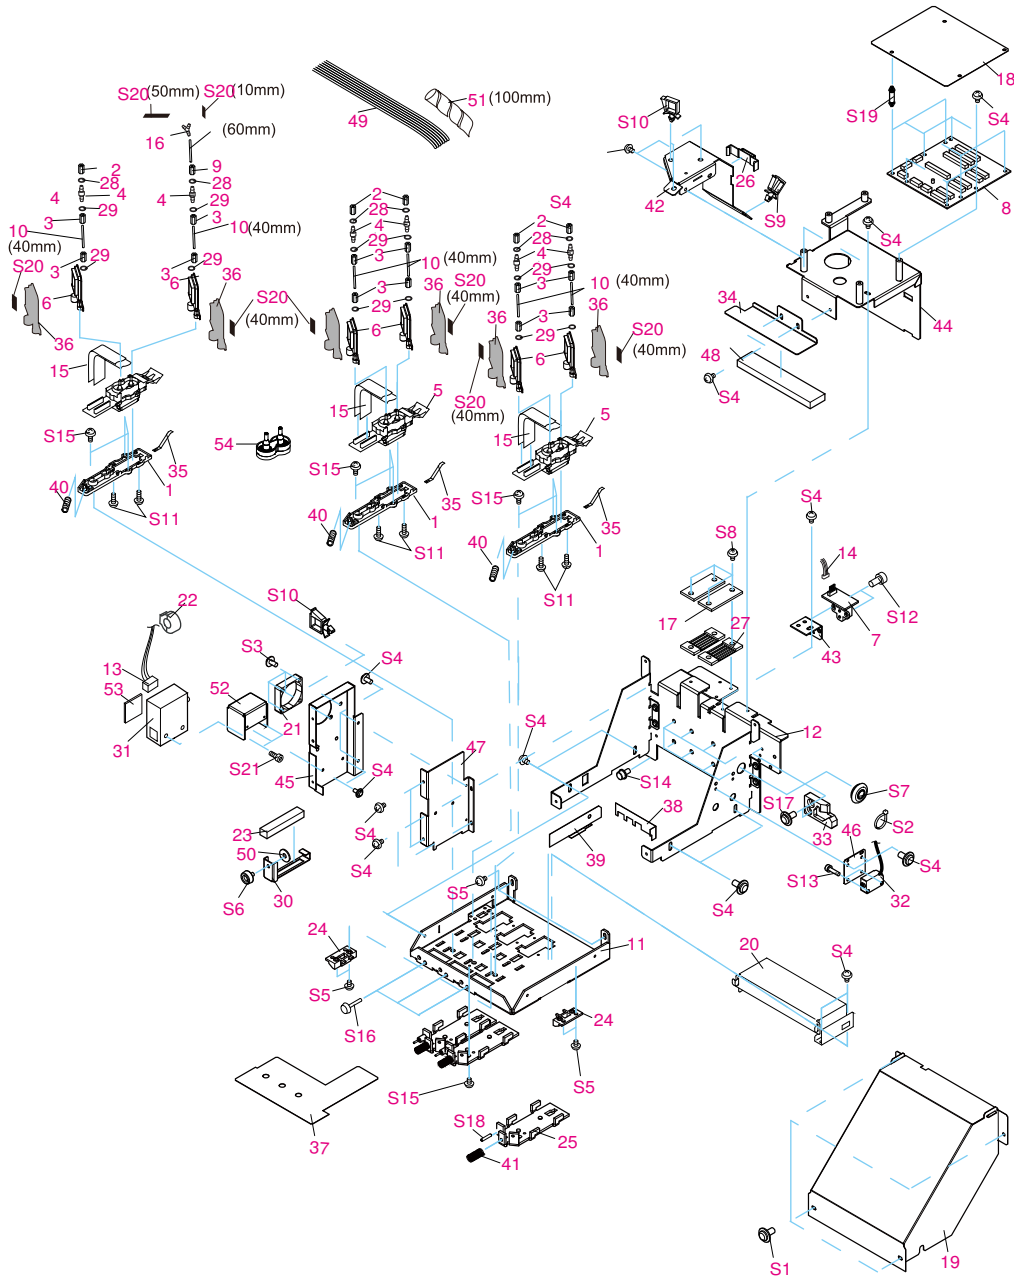 18
S20(50mm) S20(10mm)
51 (100mm)
49
S19
S4
S10
16 (60mm)
2 9
28 28
4 4 4
29 29
3 3
10 10(40mm)
(40mm)
3 29 3 29
S20 6 6 36
36
S20
(40mm)
15
2
28
4
29
3
10 (40mm)
3
29
36
S20
(40mm)
6
S4
2
28
4
29
3
10 (40mm)
36
3
29
36
6
S20
(40mm)
S20
(40mm)
26
42
S9
8
S4
44
34
48
S4
15
5
15
5
S15
54
35
1
40
S11
S15
35
1
40
S11
S15
35
1
40
S11
S4
S8
14
S12
7
17
27
43
22
S10
S3
S4
13
53
52
31
21
S21
45
S4
47
S4
12
S14
S7
S17
33
S2
38
23
S4
39
46
50
S4
S13
32
S6
30
S5
S4
24
11
20
S4
S5
S16
24
S5
S15
S18
25
37
41
19
S1